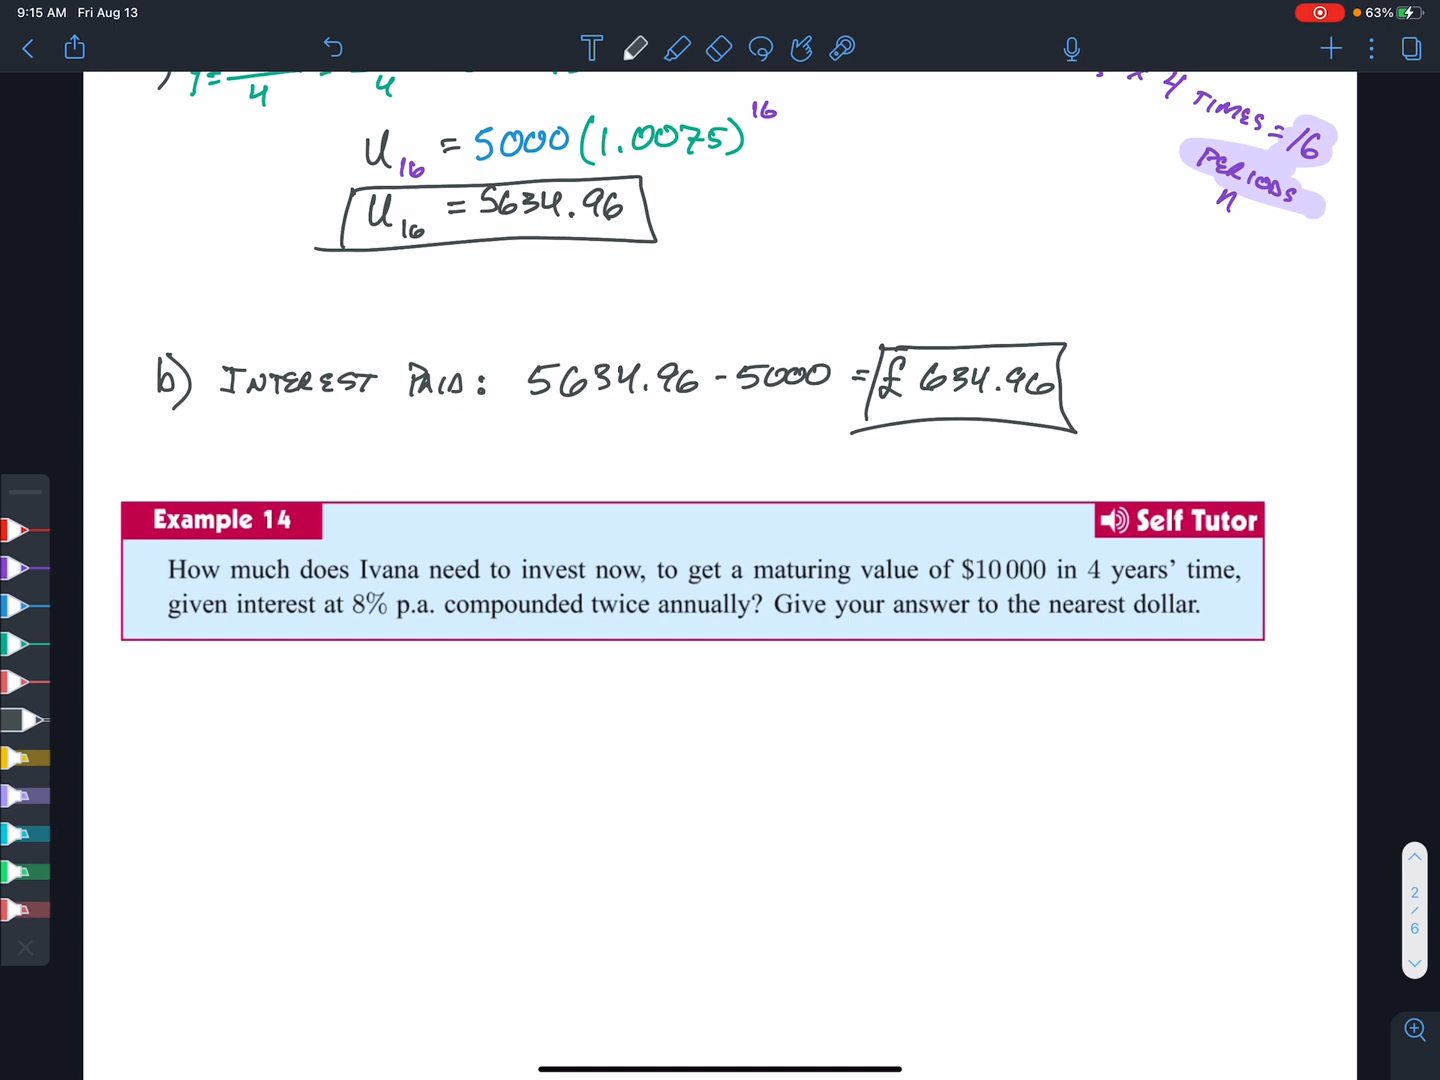 9:15 AM Fri Aug 13
63%
4
4
× 4 TIMES = 16
PERIODS
n
u₁₆ = 5000 (1.0075)¹⁶
u₁₆ = 5634.96
b) INTEREST PAID: 5634.96 - 5000 = £ 634.96
Example 14
Self Tutor
How much does Ivana need to invest now, to get a maturing value of $10 000 in 4 years' time,
given interest at 8% p.a. compounded twice annually? Give your answer to the nearest dollar.
2
/
6